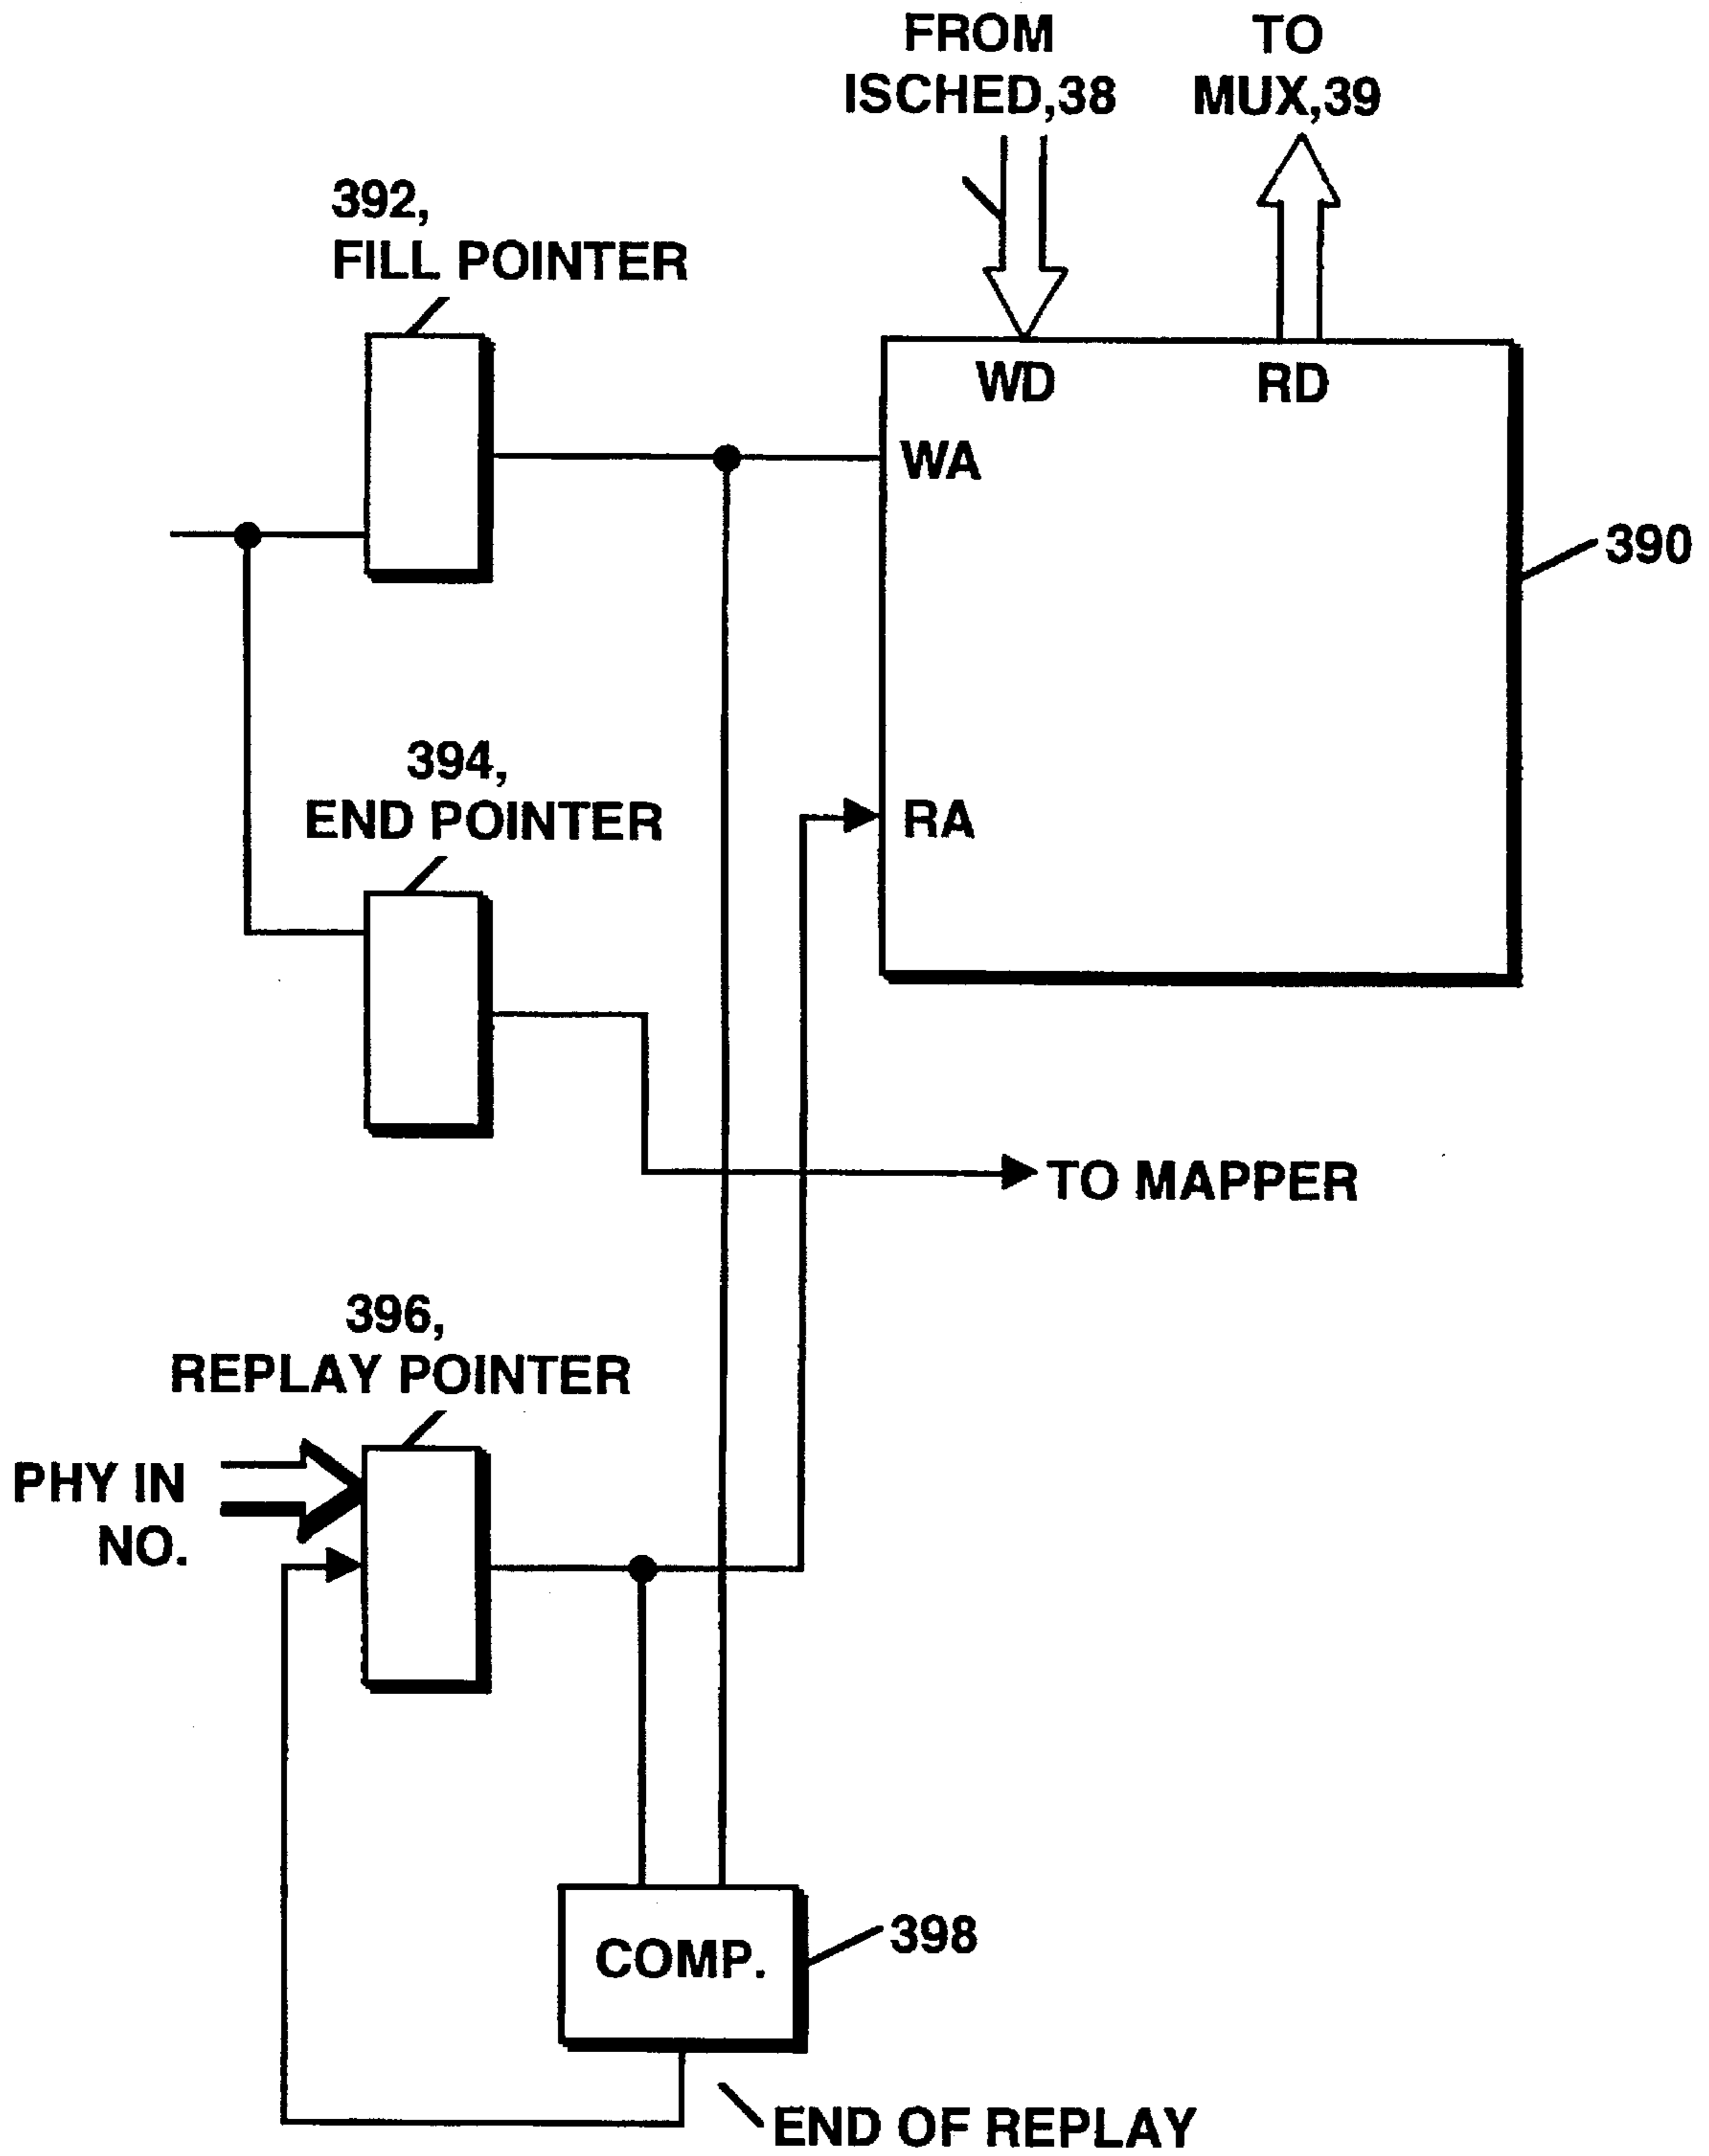 FROM
ISCHED,38
TO
MUX,39
392,
FILL POINTER
WD
RD
WA
390
394,
END POINTER
RA
TO MAPPER
396,
REPLAY POINTER
PHY IN
NO.
COMP.
398
END OF REPLAY